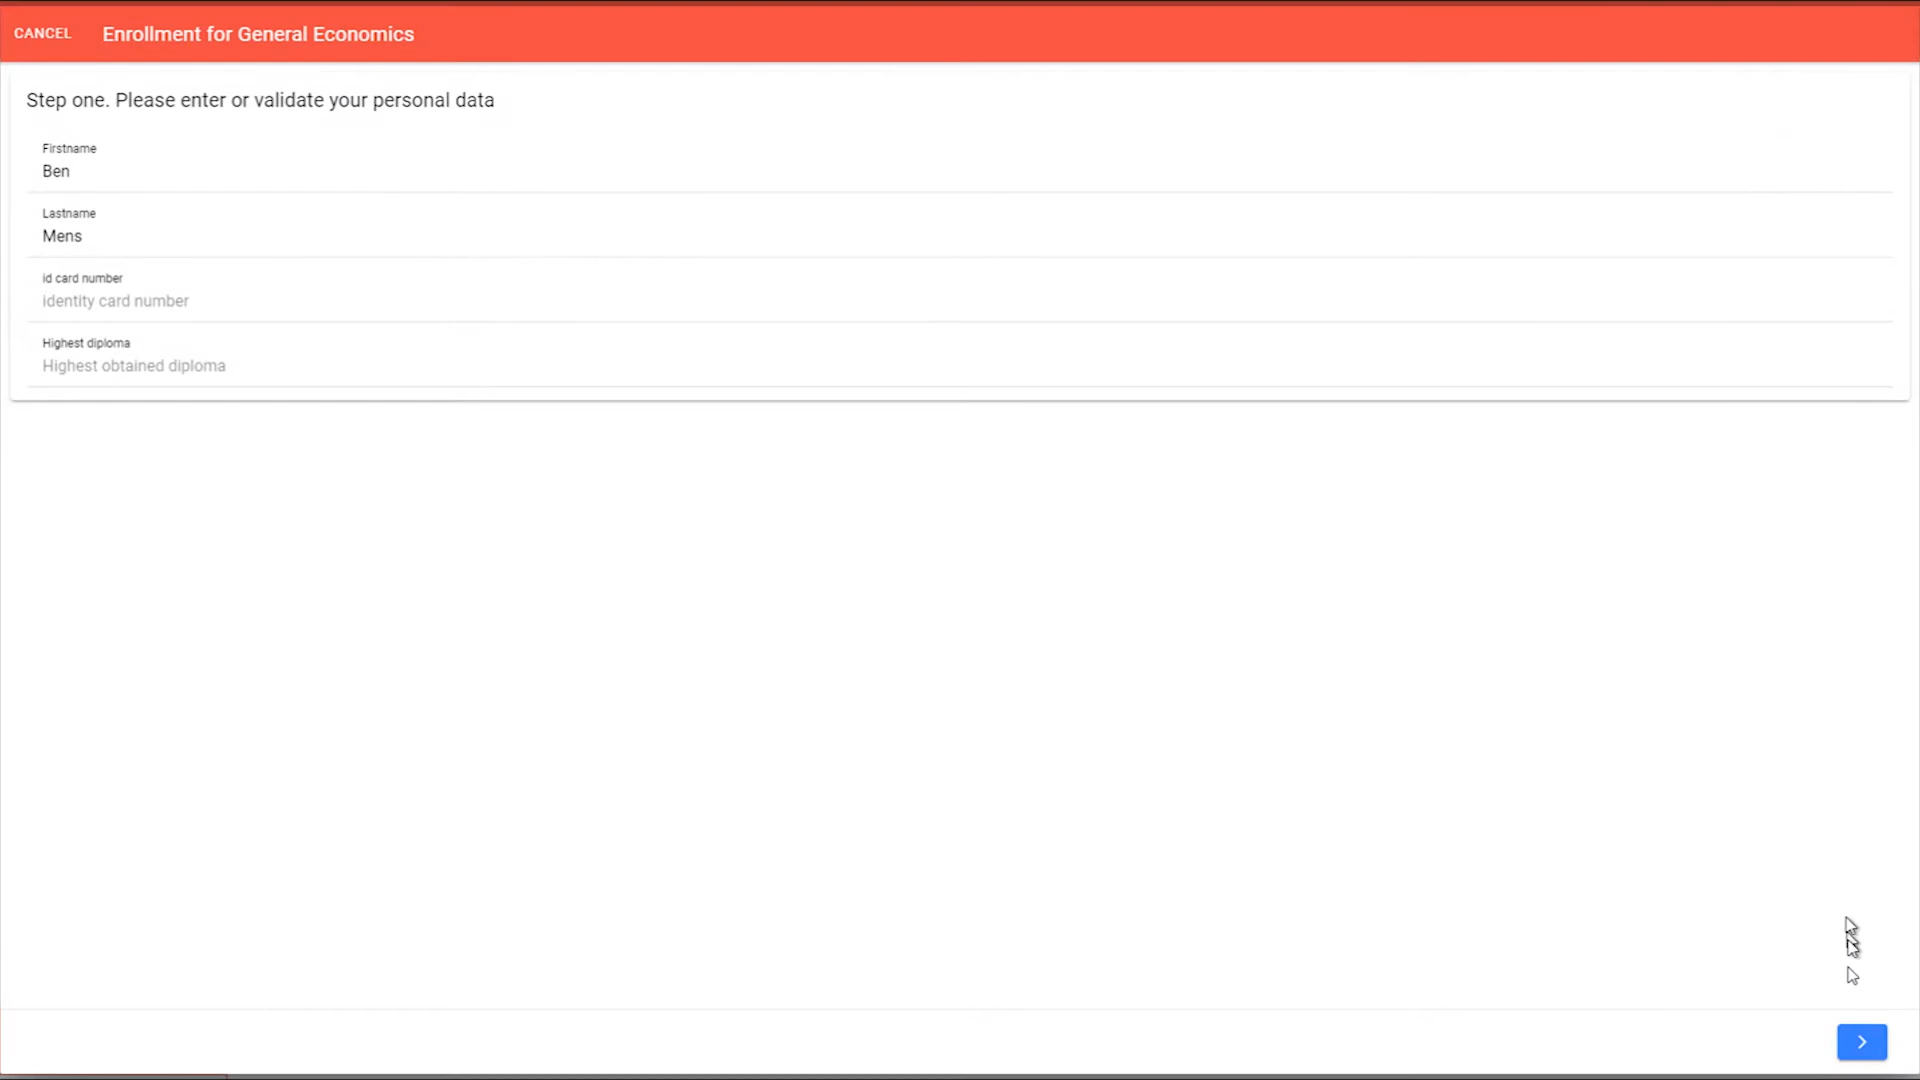 CANCEL Enrollment for General Economics
Step one. Please enter or validate your personal data
Firstname
Ben
Lastname
Mens
id card number
identity card number
Highest diploma
Highest obtained diploma